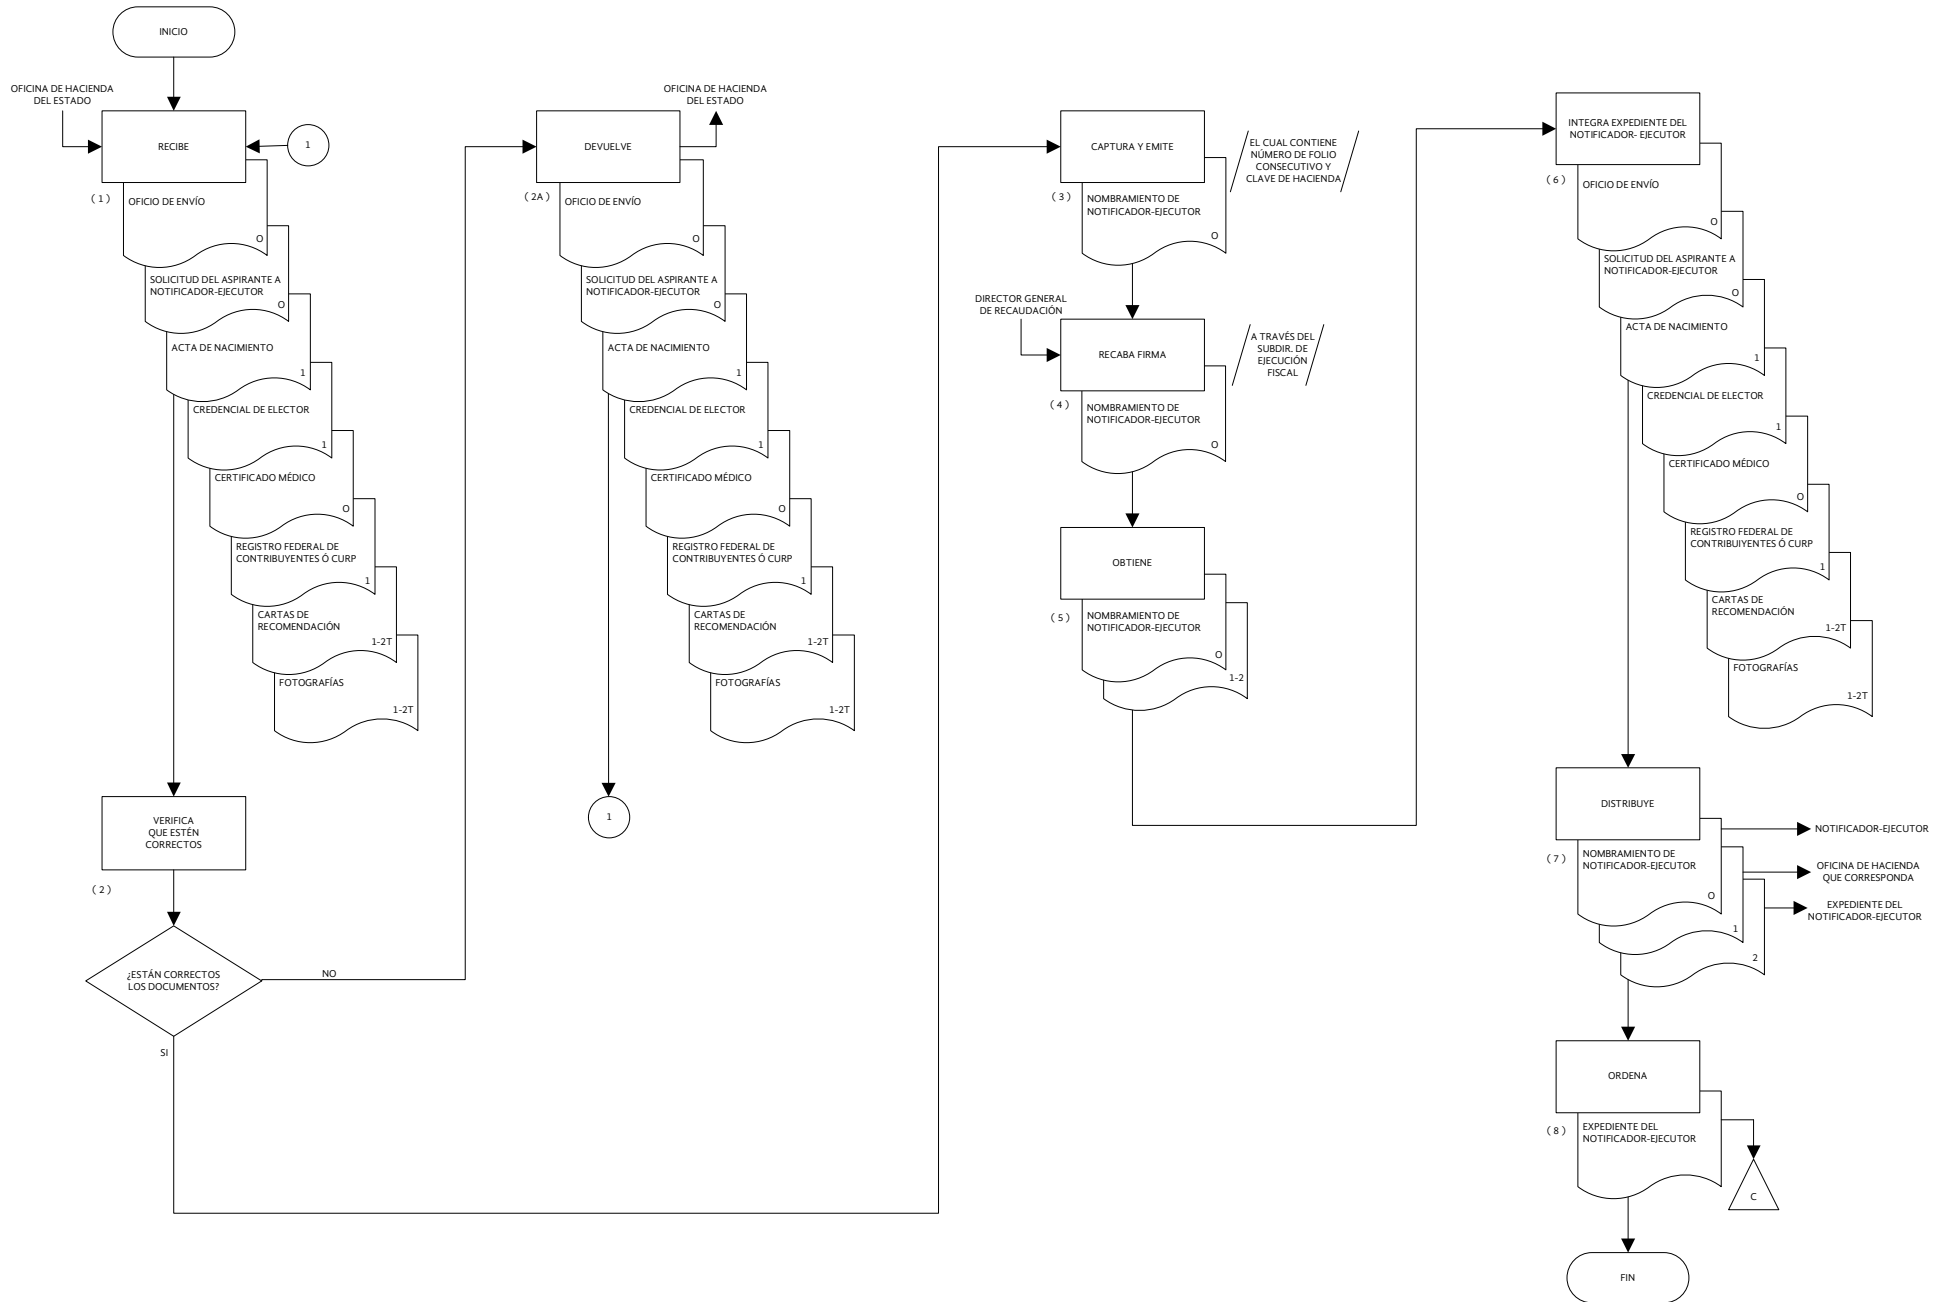 INICIO
OFICINA DE HACIENDA
DEL ESTADO
RECIBE
1
( 1 )
OFICIO DE ENVÍO
O
SOLICITUD DEL ASPIRANTE A
NOTIFICADOR-EJECUTOR
O
ACTA DE NACIMIENTO
1
CREDENCIAL DE ELECTOR
1
CERTIFICADO MÉDICO
O
REGISTRO FEDERAL DE
CONTRIBUYENTES Ó CURP
1
CARTAS DE
RECOMENDACIÓN
1-2T
FOTOGRAFÍAS
1-2T
VERIFICA
QUE ESTÉN
CORRECTOS
( 2 )
¿ESTÁN CORRECTOS
LOS DOCUMENTOS?
NO
SI
OFICINA DE HACIENDA
DEL ESTADO
DEVUELVE
( 2A )
OFICIO DE ENVÍO
O
SOLICITUD DEL ASPIRANTE A
NOTIFICADOR-EJECUTOR
O
ACTA DE NACIMIENTO
1
CREDENCIAL DE ELECTOR
1
CERTIFICADO MÉDICO
O
REGISTRO FEDERAL DE
CONTRIBUYENTES Ó CURP
1
CARTAS DE
RECOMENDACIÓN
1-2T
FOTOGRAFÍAS
1-2T
1
CAPTURA Y EMITE
EL CUAL CONTIENE
NÚMERO DE FOLIO
CONSECUTIVO Y
CLAVE DE HACIENDA
( 3 )
NOMBRAMIENTO DE
NOTIFICADOR-EJECUTOR
O
DIRECTOR GENERAL
DE RECAUDACIÓN
RECABA FIRMA
A TRAVÉS DEL
SUBDIR. DE
EJECUCIÓN
FISCAL
( 4 )
NOMBRAMIENTO DE
NOTIFICADOR-EJECUTOR
O
OBTIENE
( 5 )
NOMBRAMIENTO DE
NOTIFICADOR-EJECUTOR
O
1-2
INTEGRA EXPEDIENTE DEL
NOTIFICADOR- EJECUTOR
( 6 )
OFICIO DE ENVÍO
O
SOLICITUD DEL ASPIRANTE A
NOTIFICADOR-EJECUTOR
O
ACTA DE NACIMIENTO
1
CREDENCIAL DE ELECTOR
1
CERTIFICADO MÉDICO
O
REGISTRO FEDERAL DE
CONTRIBUYENTES Ó CURP
1
CARTAS DE
RECOMENDACIÓN
1-2T
FOTOGRAFÍAS
1-2T
DISTRIBUYE
NOTIFICADOR-EJECUTOR
( 7 )
NOMBRAMIENTO DE
NOTIFICADOR-EJECUTOR
O
OFICINA DE HACIENDA
QUE CORRESPONDA
1
EXPEDIENTE DEL
NOTIFICADOR-EJECUTOR
2
ORDENA
( 8 )
EXPEDIENTE DEL
NOTIFICADOR-EJECUTOR
C
FIN